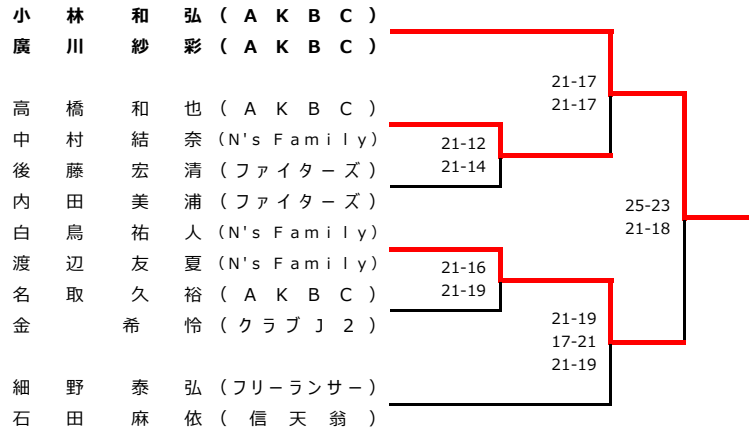 小林和弘(AKBC)
廣川紗彩(AKBC)
21-17
21-17
高橋和也(AKBC)
中村結奈(N's Family)
21-12
後藤宏清(ファイターズ)
21-14
内田美浦(ファイターズ)
25-23
白鳥祐人(N's Family)
21-18
渡辺友夏(N's Family)
21-16
名取久裕(AKBC)
21-19
金希怜(クラブJ2)
21-19
17-21
21-19
細野泰弘(フリーランサー)
石田麻依(信天翁)